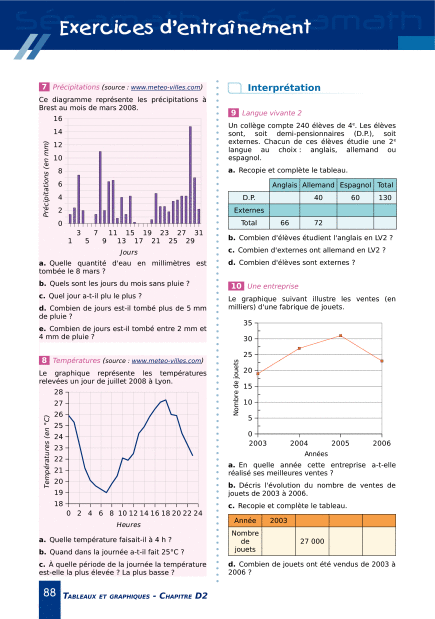 Exercices d'entraînement
7 Précipitations (source : www.meteo-villes.com)
Ce diagramme représente les précipitations à
Brest au mois de mars 2008.
Précipitations (en mm)
16
14
12
10
8
6
4
2
0
3 7 11 15 19 23 27 31
1 5 9 13 17 21 25 29
Jours
a. Quelle quantité d'eau en millimètres est
tombée le 8 mars ?
b. Quels sont les jours du mois sans pluie ?
c. Quel jour a-t-il plu le plus ?
d. Combien de jours est-il tombé plus de 5 mm
de pluie ?
e. Combien de jours est-il tombé entre 2 mm et
4 mm de pluie ?
8 Températures (source : www.meteo-villes.com)
Le graphique représente les températures
relevées un jour de juillet 2008 à Lyon.
Températures (en °C)
28
27
26
25
24
23
22
21
20
19
18
0 2 4 6 8 10 12 14 16 18 20 22 24
Heures
a. Quelle température faisait-il à 4 h ?
b. Quand dans la journée a-t-il fait 25°C ?
c. À quelle période de la journée la température
est-elle la plus élevée ? La plus basse ?
Interprétation
9 Langue vivante 2
Un collège compte 240 élèves de 4e. Les élèves
sont, soit demi-pensionnaires (D.P.), soit
externes. Chacun de ces élèves étudie une 2e
langue au choix : anglais, allemand ou
espagnol.
a. Recopie et complète le tableau.
Anglais Allemand Espagnol Total
D.P. 40 60 130
Externes
Total 66 72
b. Combien d'élèves étudient l'anglais en LV2 ?
c. Combien d'externes ont allemand en LV2 ?
d. Combien d'élèves sont externes ?
10 Une entreprise
Le graphique suivant illustre les ventes (en
milliers) d'une fabrique de jouets.
Nombre de jouets
35
30
25
20
15
10
5
0
2003 2004 2005 2006
Années
a. En quelle année cette entreprise a-t-elle
réalisé ses meilleures ventes ?
b. Décris l'évolution du nombre de ventes de
jouets de 2003 à 2006.
c. Recopie et complète le tableau.
Année 2003
Nombre
de
jouets
27 000
d. Combien de jouets ont été vendus de 2003 à
2006 ?
88 Tableaux et graphiques - Chapitre D2